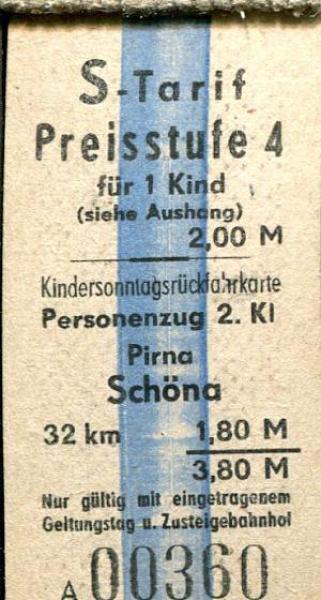 S-Tarif
Preisstufe 4
für 1 Kind
(siehe Aushang)
2,00 M
Kindersonntagsrückfahrkarte
Personenzug 2. Kl
Pirna
Schöna
32 km 1,80 M
3,80 M
Nur gültig mit eingetragenem
Geltungstag u. Zusteigebahnhof
A 00360